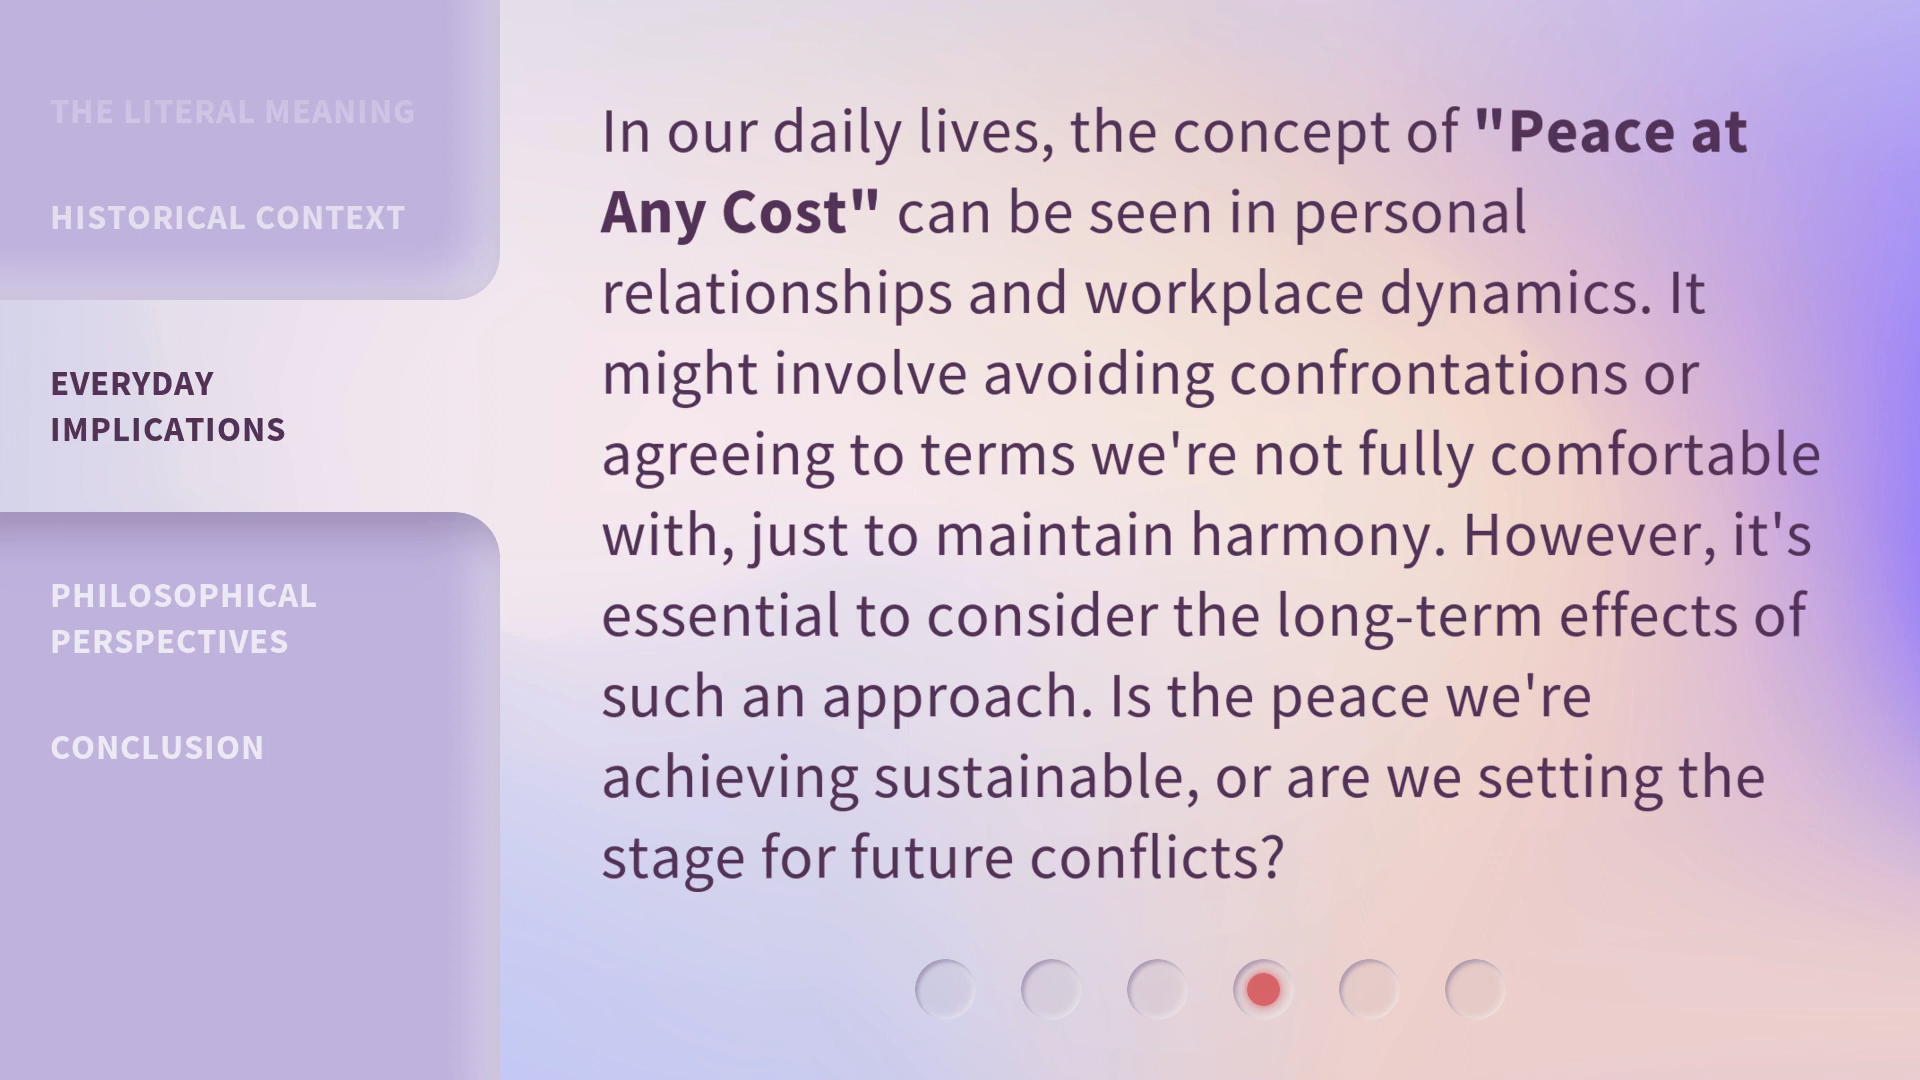 THE LITERAL MEANING
HISTORICAL CONTEXT
EVERYDAY
IMPLICATIONS
PHILOSOPHICAL
PERSPECTIVES
CONCLUSION
In our daily lives, the concept of "Peace at
Any Cost" can be seen in personal
relationships and workplace dynamics. It
might involve avoiding confrontations or
agreeing to terms we're not fully comfortable
with, just to maintain harmony. However, it's
essential to consider the long-term effects of
such an approach. Is the peace we're
achieving sustainable, or are we setting the
stage for future conflicts?